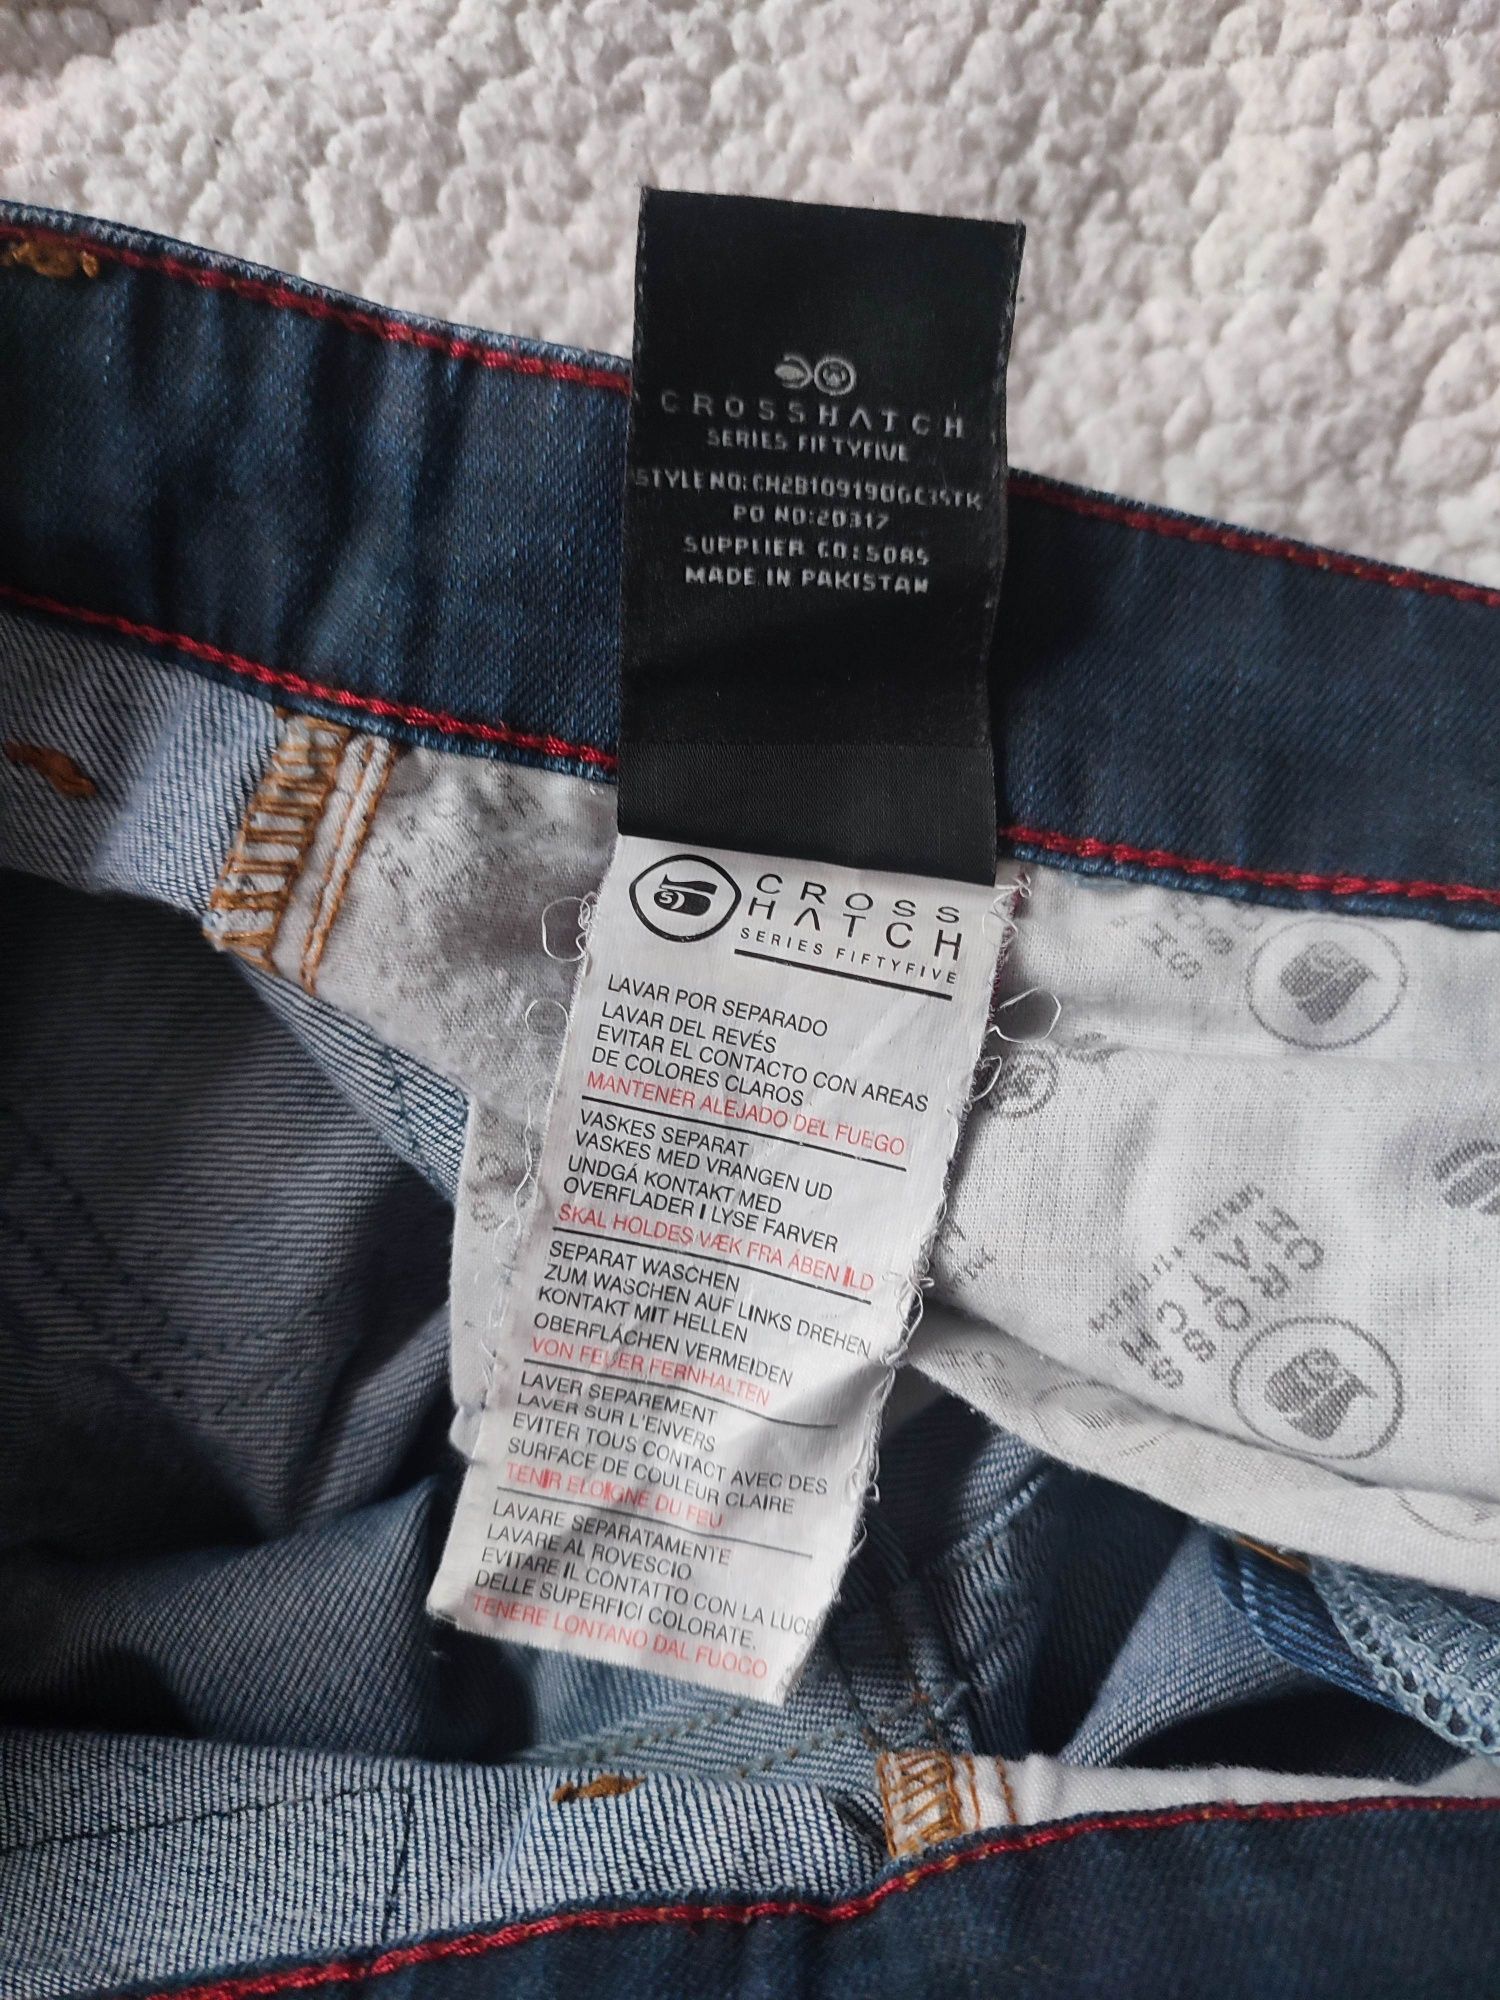 CROSSHATCH
SERIES FIFTYFIVE
STYLE NO: CH2B109190GC3STK
PO NO:20317
SUPPLIER CO:5085
MADE IN PAKISTAN
CROSS
HATCH
SERIES FIFTYFIVE
LAVAR POR SEPARADO
LAVAR DEL REVÉS
EVITAR EL CONTACTO CON AREAS
DE COLORES CLAROS
MANTENER ALEJADO DEL FUEGO
VASKES SEPARAT
VASKES MED VRANGEN UD
UNDGÅ KONTAKT MED
OVERFLADER I LYSE FARVER
SKAL HOLDES VÆK FRA ÅBEN ILD
SEPARAT WASCHEN
ZUM WASCHEN AUF LINKS DREHEN
KONTAKT MIT HELLEN
OBERFLÄCHEN VERMEIDEN
VON FEUER FERNHALTEN
LAVER SEPAREMENT
LAVER SUR L'ENVERS
EVITER TOUS CONTACT AVEC DES
SURFACE DE COULEUR CLAIRE
TENIR ELOIGNE DU FEU
LAVARE SEPARATAMENTE
LAVARE AL ROVESCIO
EVITARE IL CONTATTO CON LA LUCE
DELLE SUPERFICI COLORATE.
TENERE LONTANO DAL FUOCO